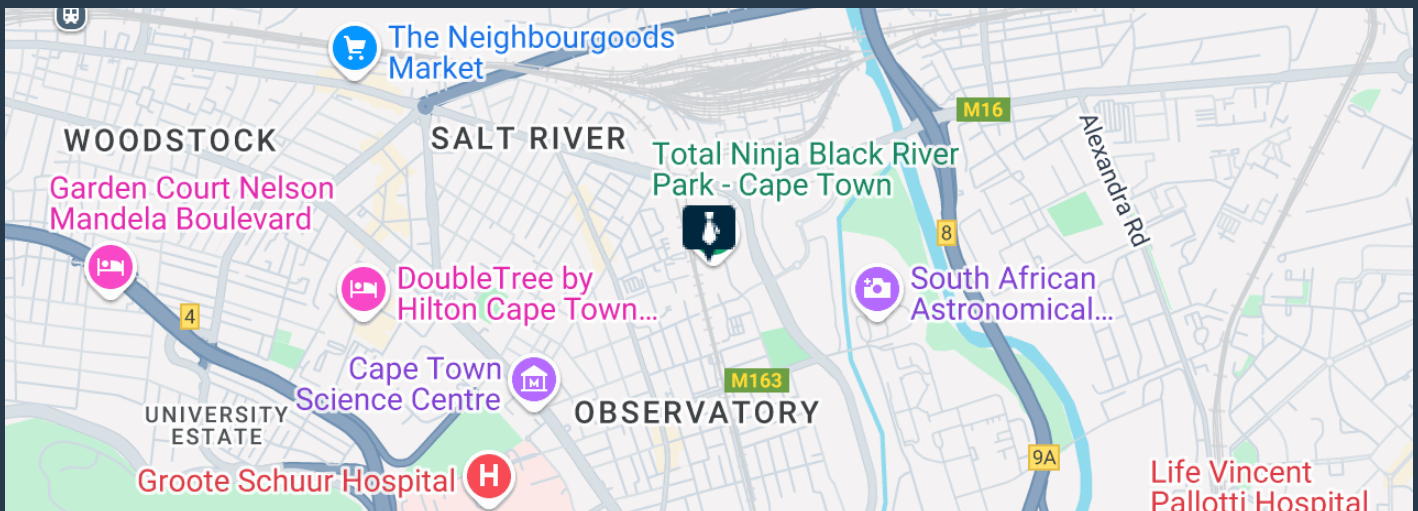 The Neighbourgoods
Market
M16
WOODSTOCK
SALT RIVER
Alexandra Rd
Total Ninja Black River
Park - Cape Town
Garden Court Nelson
Mandela Boulevard
8
DoubleTree by
Hilton Cape Town...
South African
Astronomical...
4
Cape Town
Science Centre
M163
UNIVERSITY
ESTATE
OBSERVATORY
9A
Groote Schuur Hospital
H
Life Vincent
Pallotti Hospital